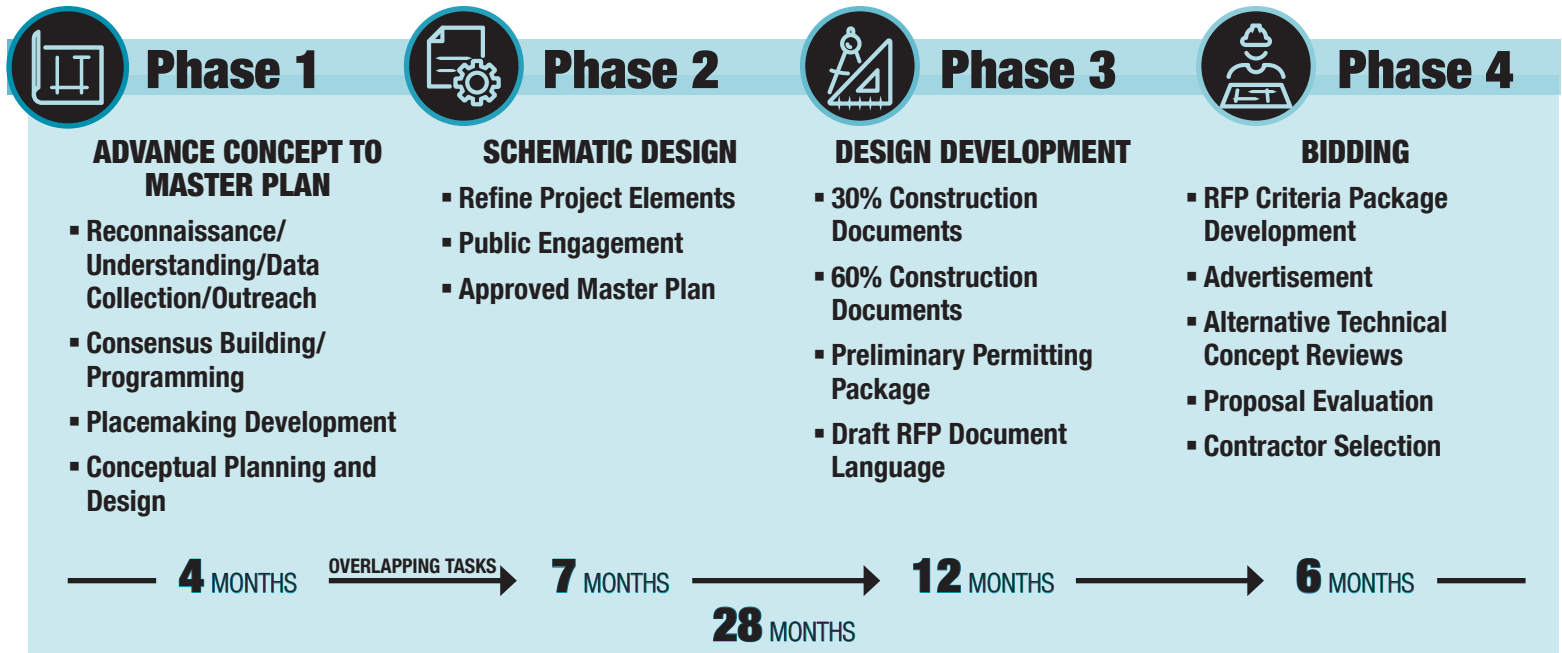 Phase 1
ADVANCE CONCEPT TO
MASTER PLAN
▪ Reconnaissance/
Understanding/Data
Collection/Outreach
▪ Consensus Building/
Programming
▪ Placemaking Development
▪ Conceptual Planning and
Design
4 MONTHS
OVERLAPPING TASKS
Phase 2
SCHEMATIC DESIGN
▪ Refine Project Elements
▪ Public Engagement
▪ Approved Master Plan
7 MONTHS
Phase 3
DESIGN DEVELOPMENT
▪ 30% Construction
Documents
▪ 60% Construction
Documents
▪ Preliminary Permitting
Package
▪ Draft RFP Document
Language
12 MONTHS
Phase 4
BIDDING
▪ RFP Criteria Package
Development
▪ Advertisement
▪ Alternative Technical
Concept Reviews
▪ Proposal Evaluation
▪ Contractor Selection
6 MONTHS
28 MONTHS